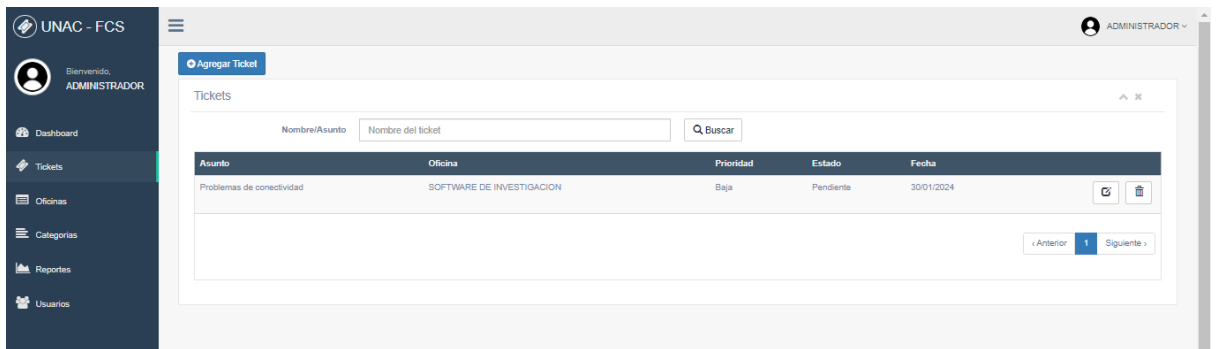 UNAC - FCS
ADMINISTRADOR
Bienvenido,
ADMINISTRADOR
Dashboard
Tickets
Oficinas
Categorias
Reportes
Usuarios
Agregar Ticket
Tickets
Nombre/Asunto Nombre del ticket Buscar
Asunto Oficina Prioridad Estado Fecha
Problemas de conectividad SOFTWARE DE INVESTIGACION Baja Pendiente 30/01/2024
‹ Anterior 1 Siguiente ›